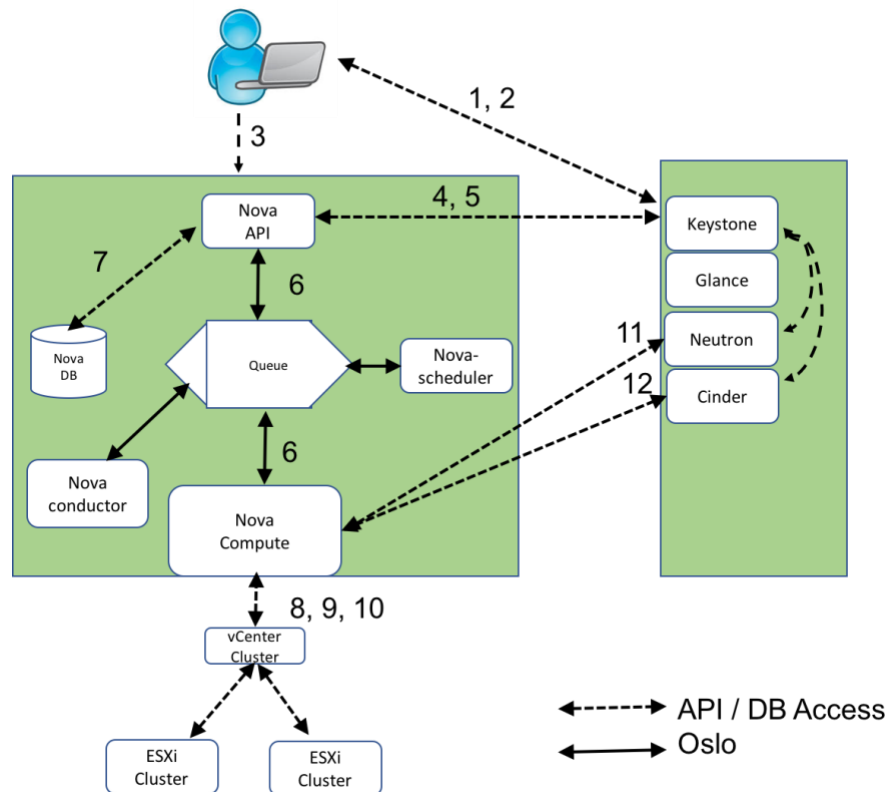 1, 2
3
Nova
API
4, 5
Keystone
7
6
Glance
Nova
DB
Queue
Nova-
scheduler
11
Neutron
12
Cinder
6
Nova
conductor
Nova
Compute
8, 9, 10
vCenter
Cluster
ESXi
Cluster
ESXi
Cluster
API / DB Access
Oslo